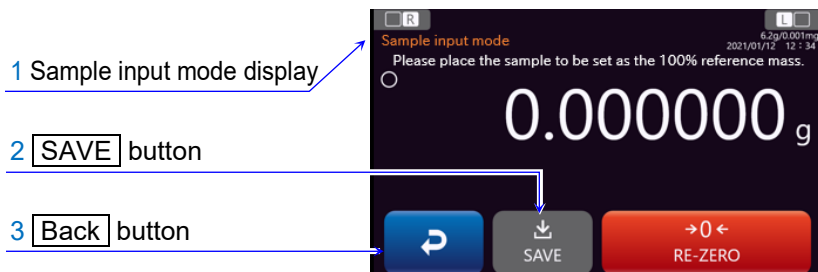 R L
6.2g/0.001mg
Sample input mode 2021/01/12 12:34
Please place the sample to be set as the 100% reference mass.
1 Sample input mode display
0.000000 g
2 SAVE button
3 Back button
→0←
SAVE RE-ZERO